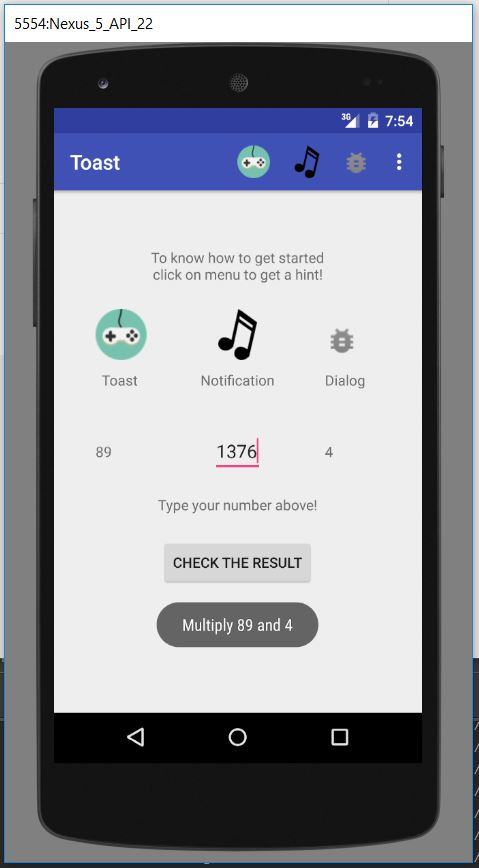 5554:Nexus_5_API_22
3G 7:54
Toast
To know how to get started
click on menu to get a hint!
Toast Notification Dialog
89 1376 4
Type your number above!
CHECK THE RESULT
Multiply 89 and 4